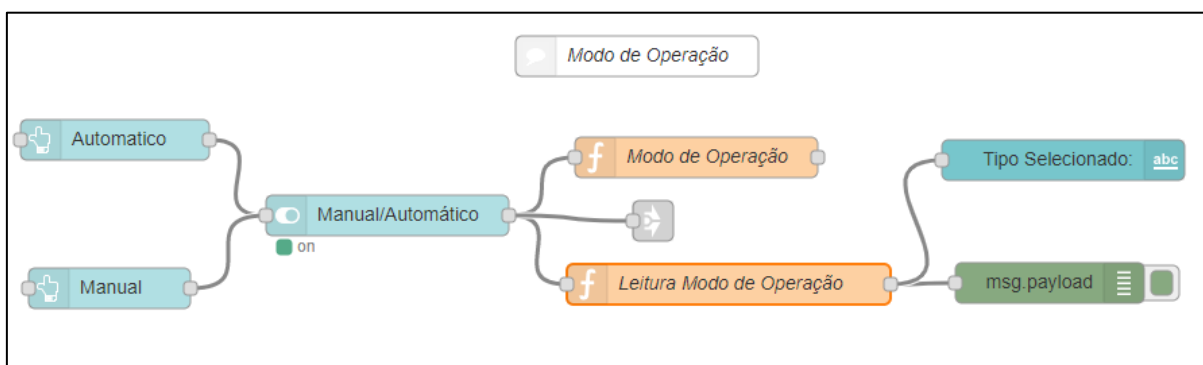 Modo de Operação
Automatico
Modo de Operação
Tipo Selecionado:
abc
Manual/Automático
on
Manual
Leitura Modo de Operação
msg.payload